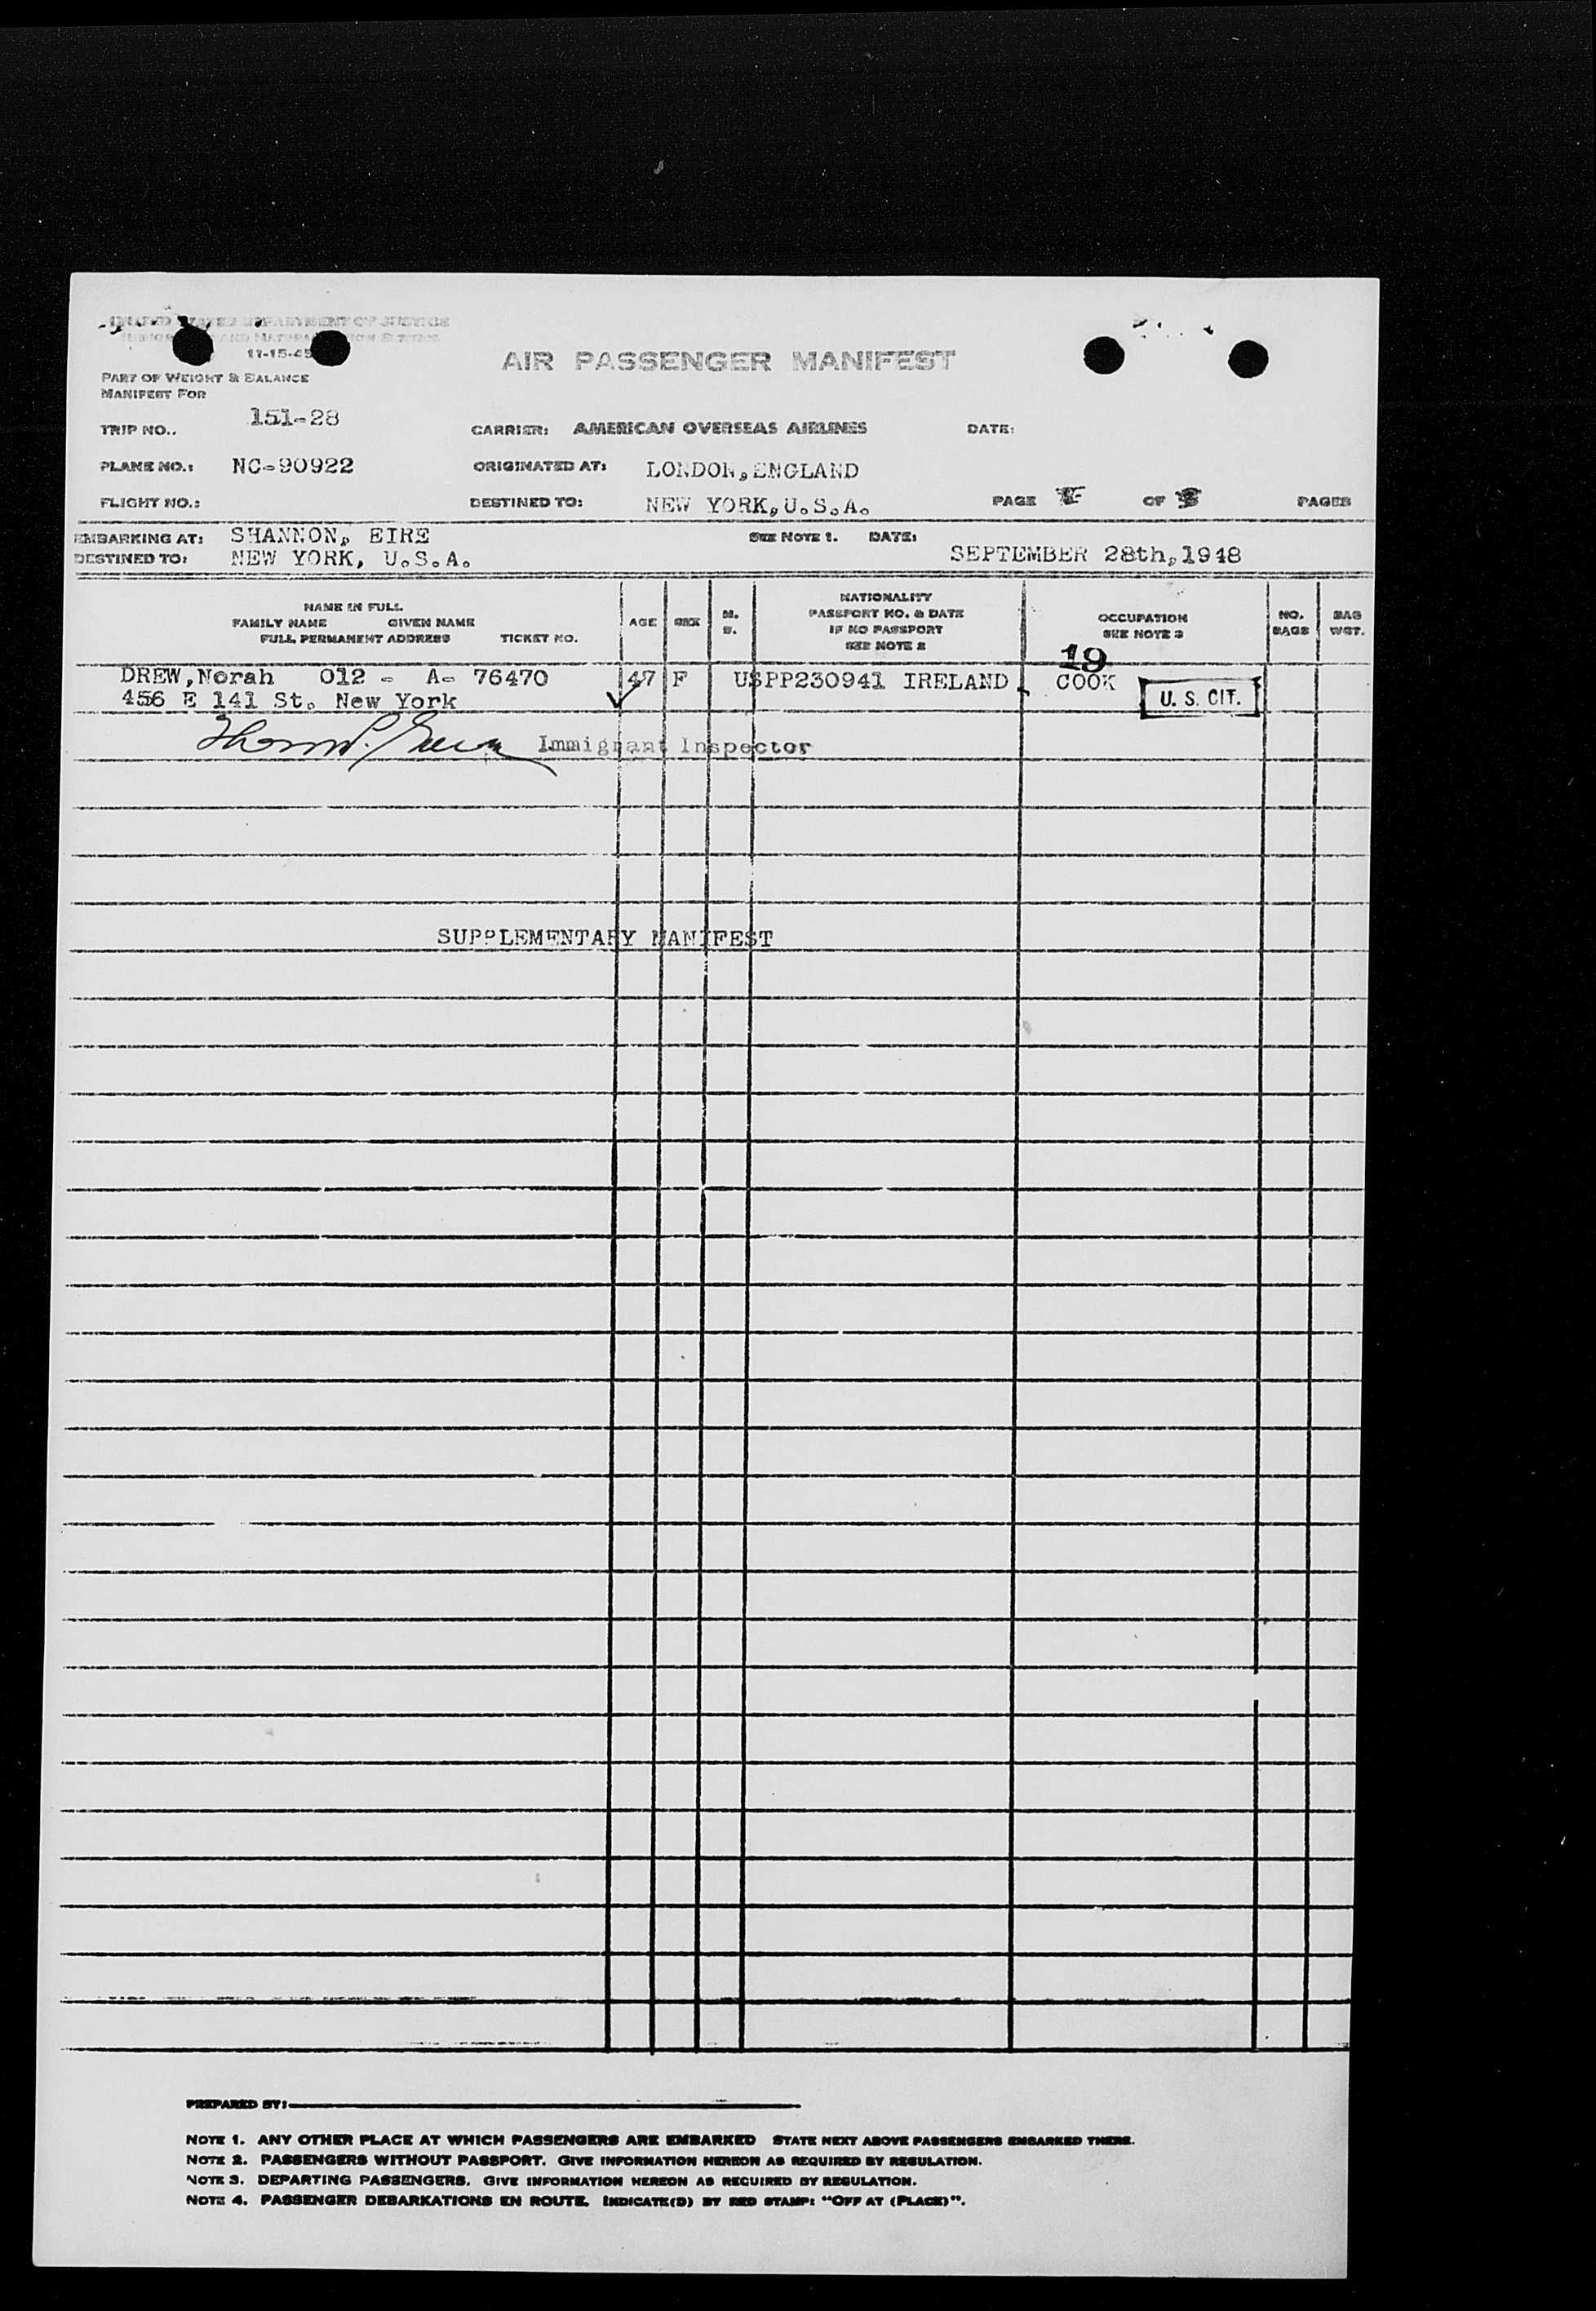 UNITED STATES DEPARTMENT OF JUSTICE
AND
11-15-45
AIR PASSENGER MANIFEST
PART OF WEIGHT & BALANCE
MANIFEST FOR
TRIP NO.. 151-28 CARRIER: AMERICAN OVERSEAS AIRLINES DATE:
PLANE NO.: NC-90922 ORIGINATED AT: LONDON, ENGLAND
FLIGHT NO.: DESTINED TO: NEW YORK, U.S.A. PAGE OF PAGES
EMBARKING AT: SHANNON, EIRE SEE NOTE 1. DATE:
DESTINED TO: NEW YORK, U.S.A. SEPTEMBER 28th, 1948
NAME IN FULL
FAMILY NAME GIVEN NAME
FULL PERMANENT ADDRESS TICKET NO.
AGE
SEX
M.
S.
NATIONALITY
PASSPORT NO. & DATE
IF NO PASSPORT
SEE NOTE 2
OCCUPATION
SEE NOTE 3
NO.
BAGS
BAG
WGT.
19
DREW, Norah 012 - A- 76470 47 F USPP230941 IRELAND COOK U. S. CIT.
456 E 141 St. New York
Immigrant Inspector
SUPPLEMENTARY MANIFEST
PREPARED BY:
NOTE 1. ANY OTHER PLACE AT WHICH PASSENGERS ARE EMBARKED STATE NEXT ABOVE PASSENGERS EMBARKED THERE.
NOTE 2. PASSENGERS WITHOUT PASSPORT. GIVE INFORMATION HEREON AS REQUIRED BY REGULATION.
NOTE 3. DEPARTING PASSENGERS. GIVE INFORMATION HEREON AS REQUIRED BY REGULATION.
NOTE 4. PASSENGER DEBARKATIONS EN ROUTE. INDICATE(D) BY RED STAMP: "OFF AT (PLACE)".